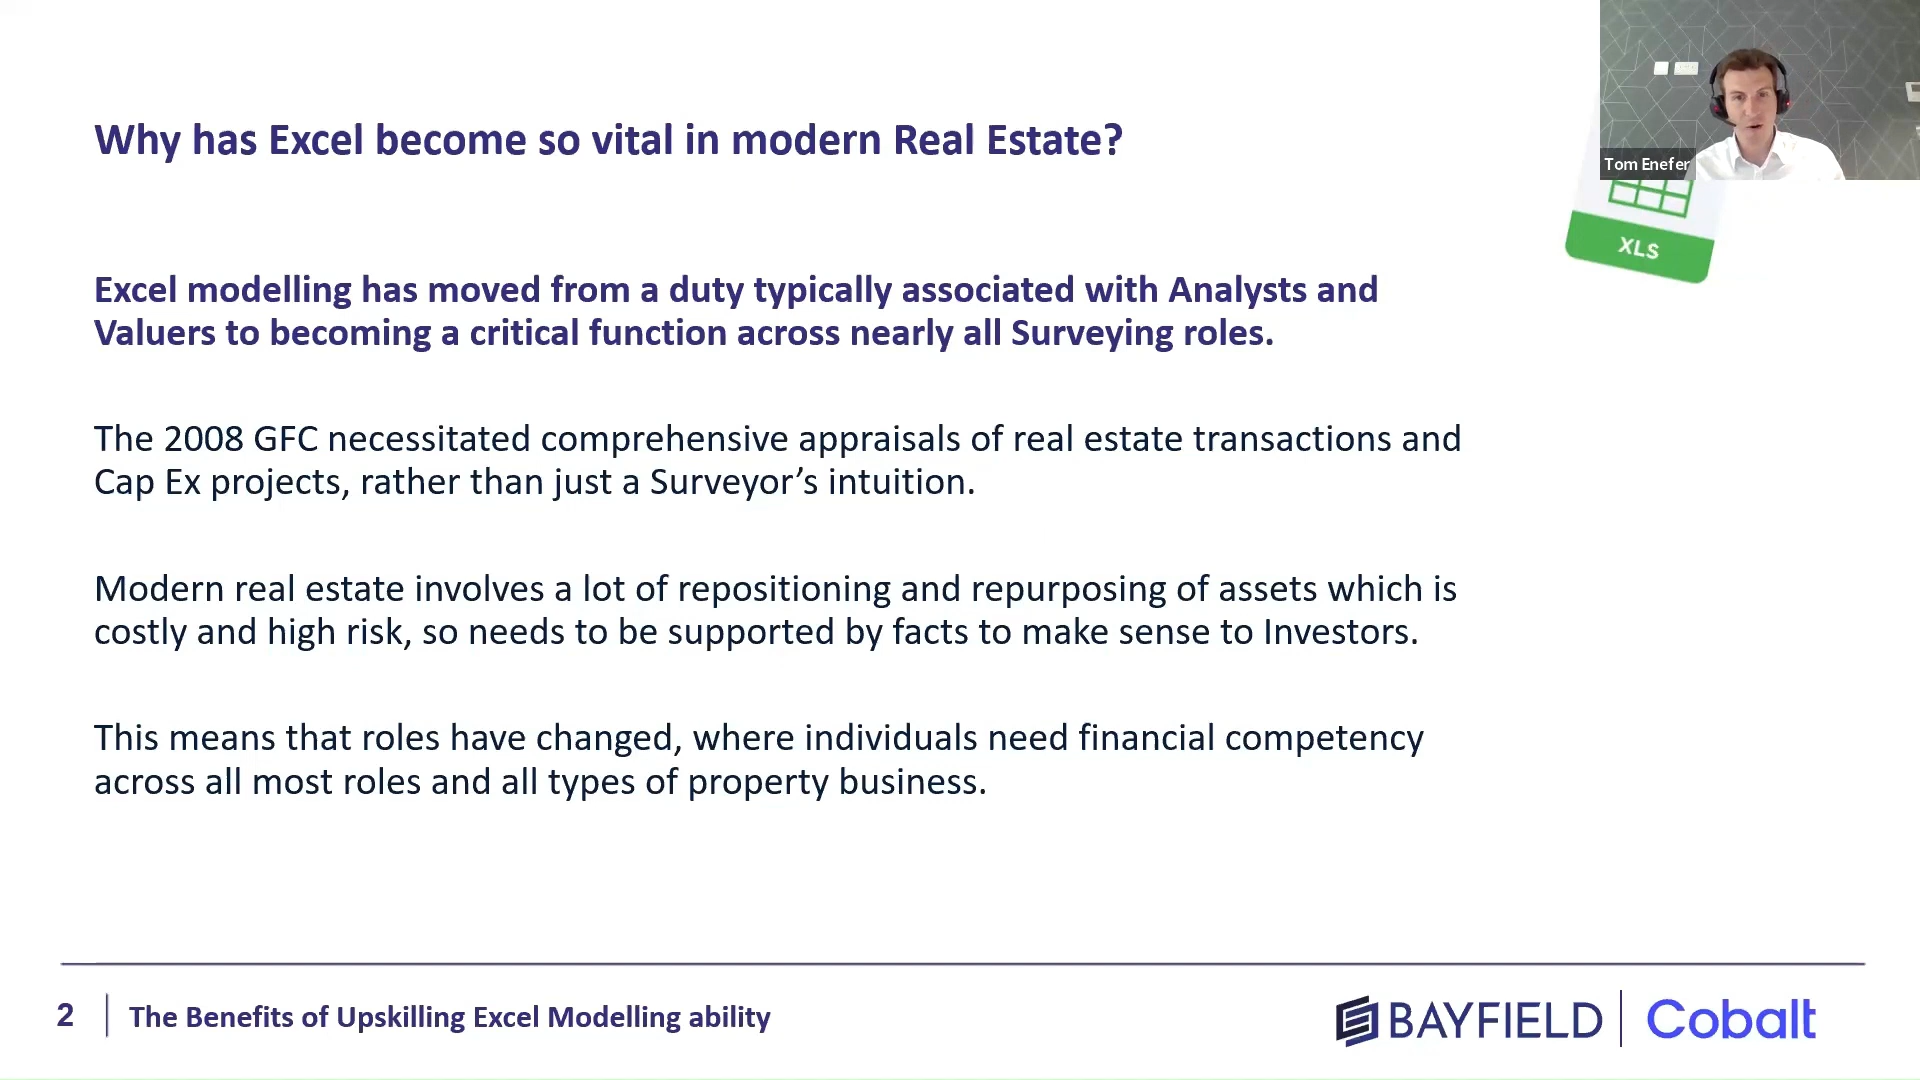 Why has Excel become so vital in modern Real Estate?
Tom Enefer
XLS
Excel modelling has moved from a duty typically associated with Analysts and
Valuers to becoming a critical function across nearly all Surveying roles.
The 2008 GFC necessitated comprehensive appraisals of real estate transactions and
Cap Ex projects, rather than just a Surveyor’s intuition.
Modern real estate involves a lot of repositioning and repurposing of assets which is
costly and high risk, so needs to be supported by facts to make sense to Investors.
This means that roles have changed, where individuals need financial competency
across all most roles and all types of property business.
2 The Benefits of Upskilling Excel Modelling ability
BAYFIELD Cobalt